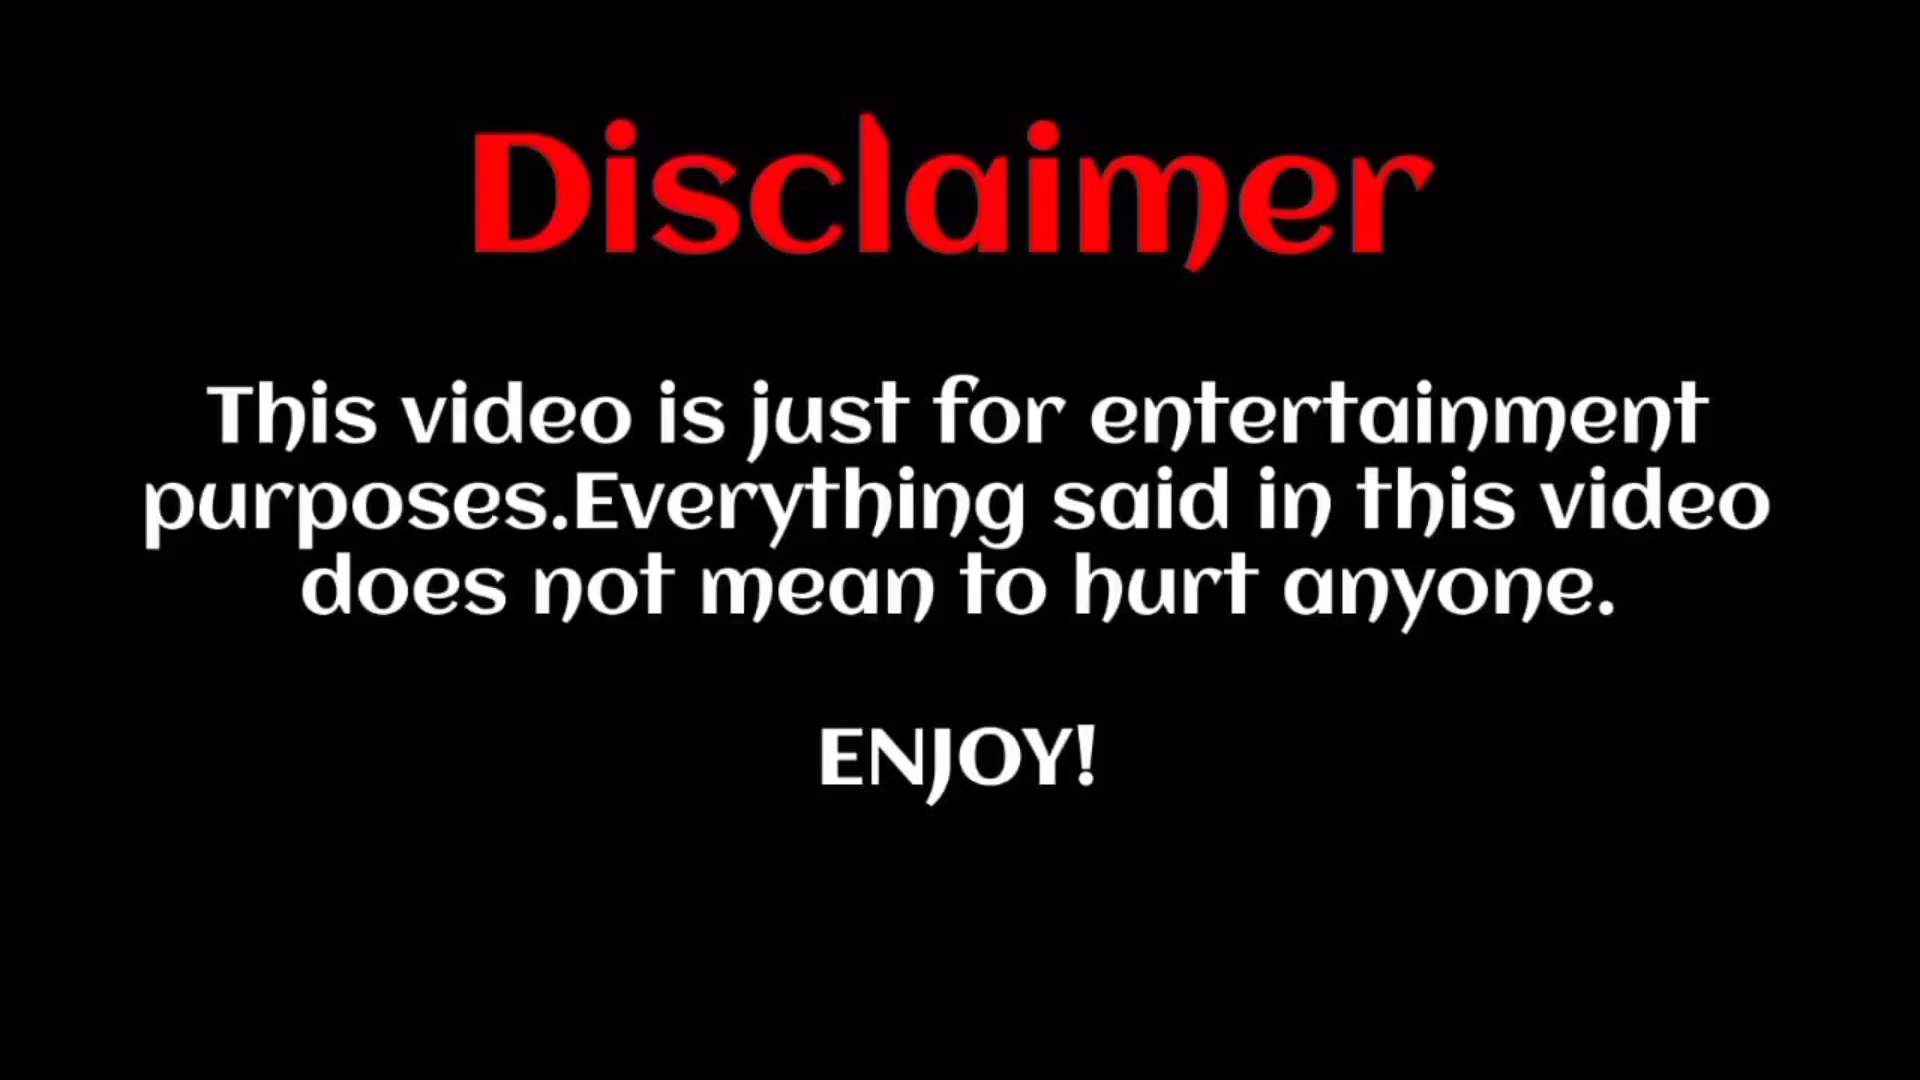 Disclaimer
This video is just for entertainment
purposes.Everything said in this video
does not mean to hurt anyone.
ENJOY!